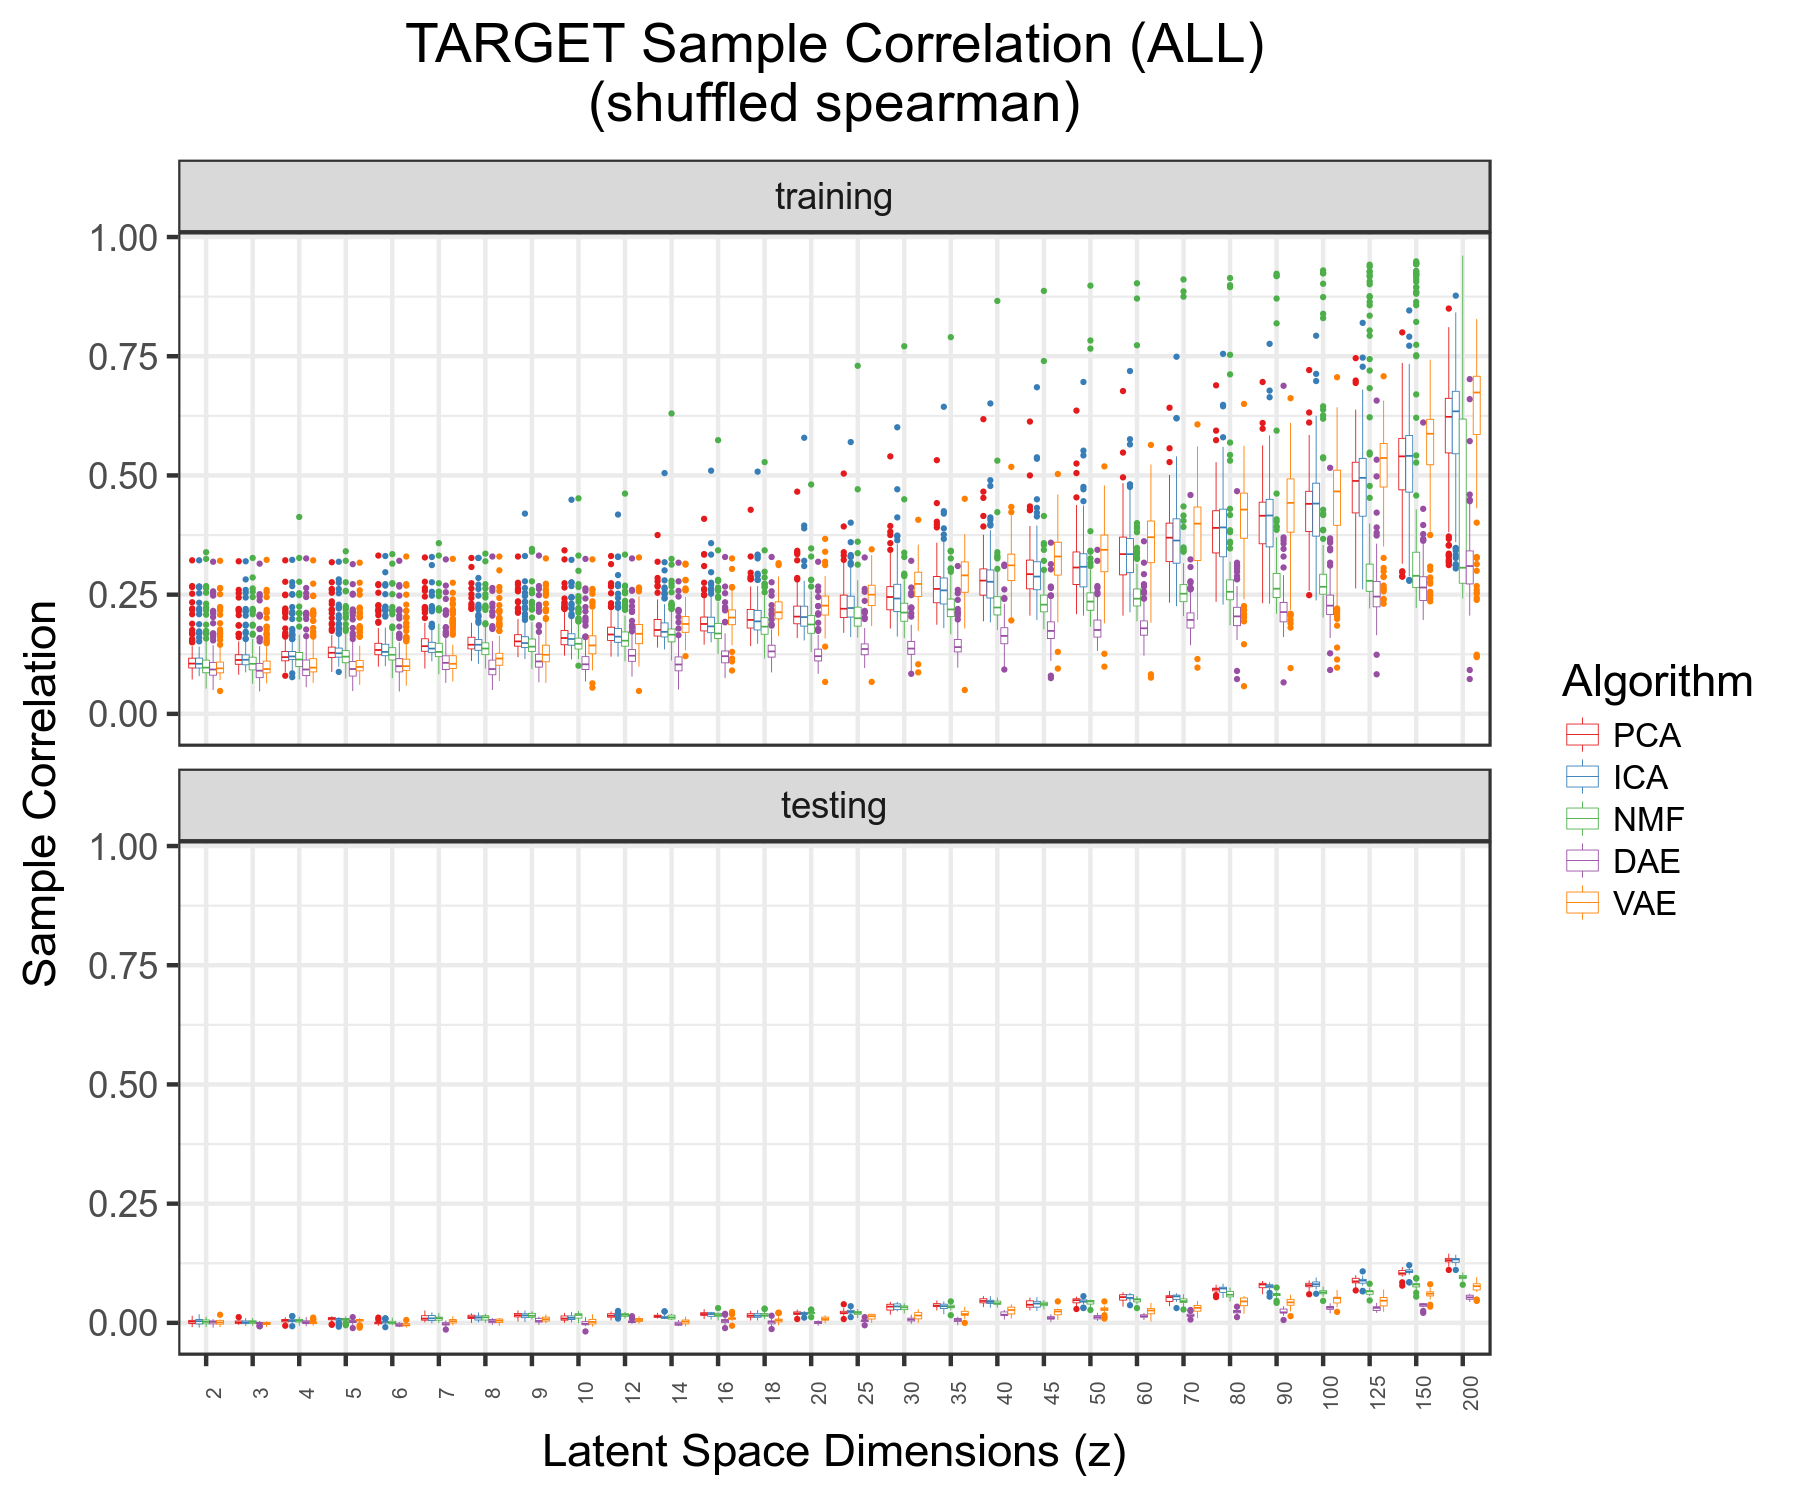 TARGET Sample Correlation (ALL)
(shuffled spearman)
training
1.00
0.75
0.50
0.25
0.00
testing
1.00
0.75
0.50
0.25
0.00
Sample Correlation
2 3 4 5 6 7 8 9 10 12 14 16 18 20 25 30 35 40 45 50 60 70 80 90 100 125 150 200
Latent Space Dimensions (z)
Algorithm
PCA
ICA
NMF
DAE
VAE